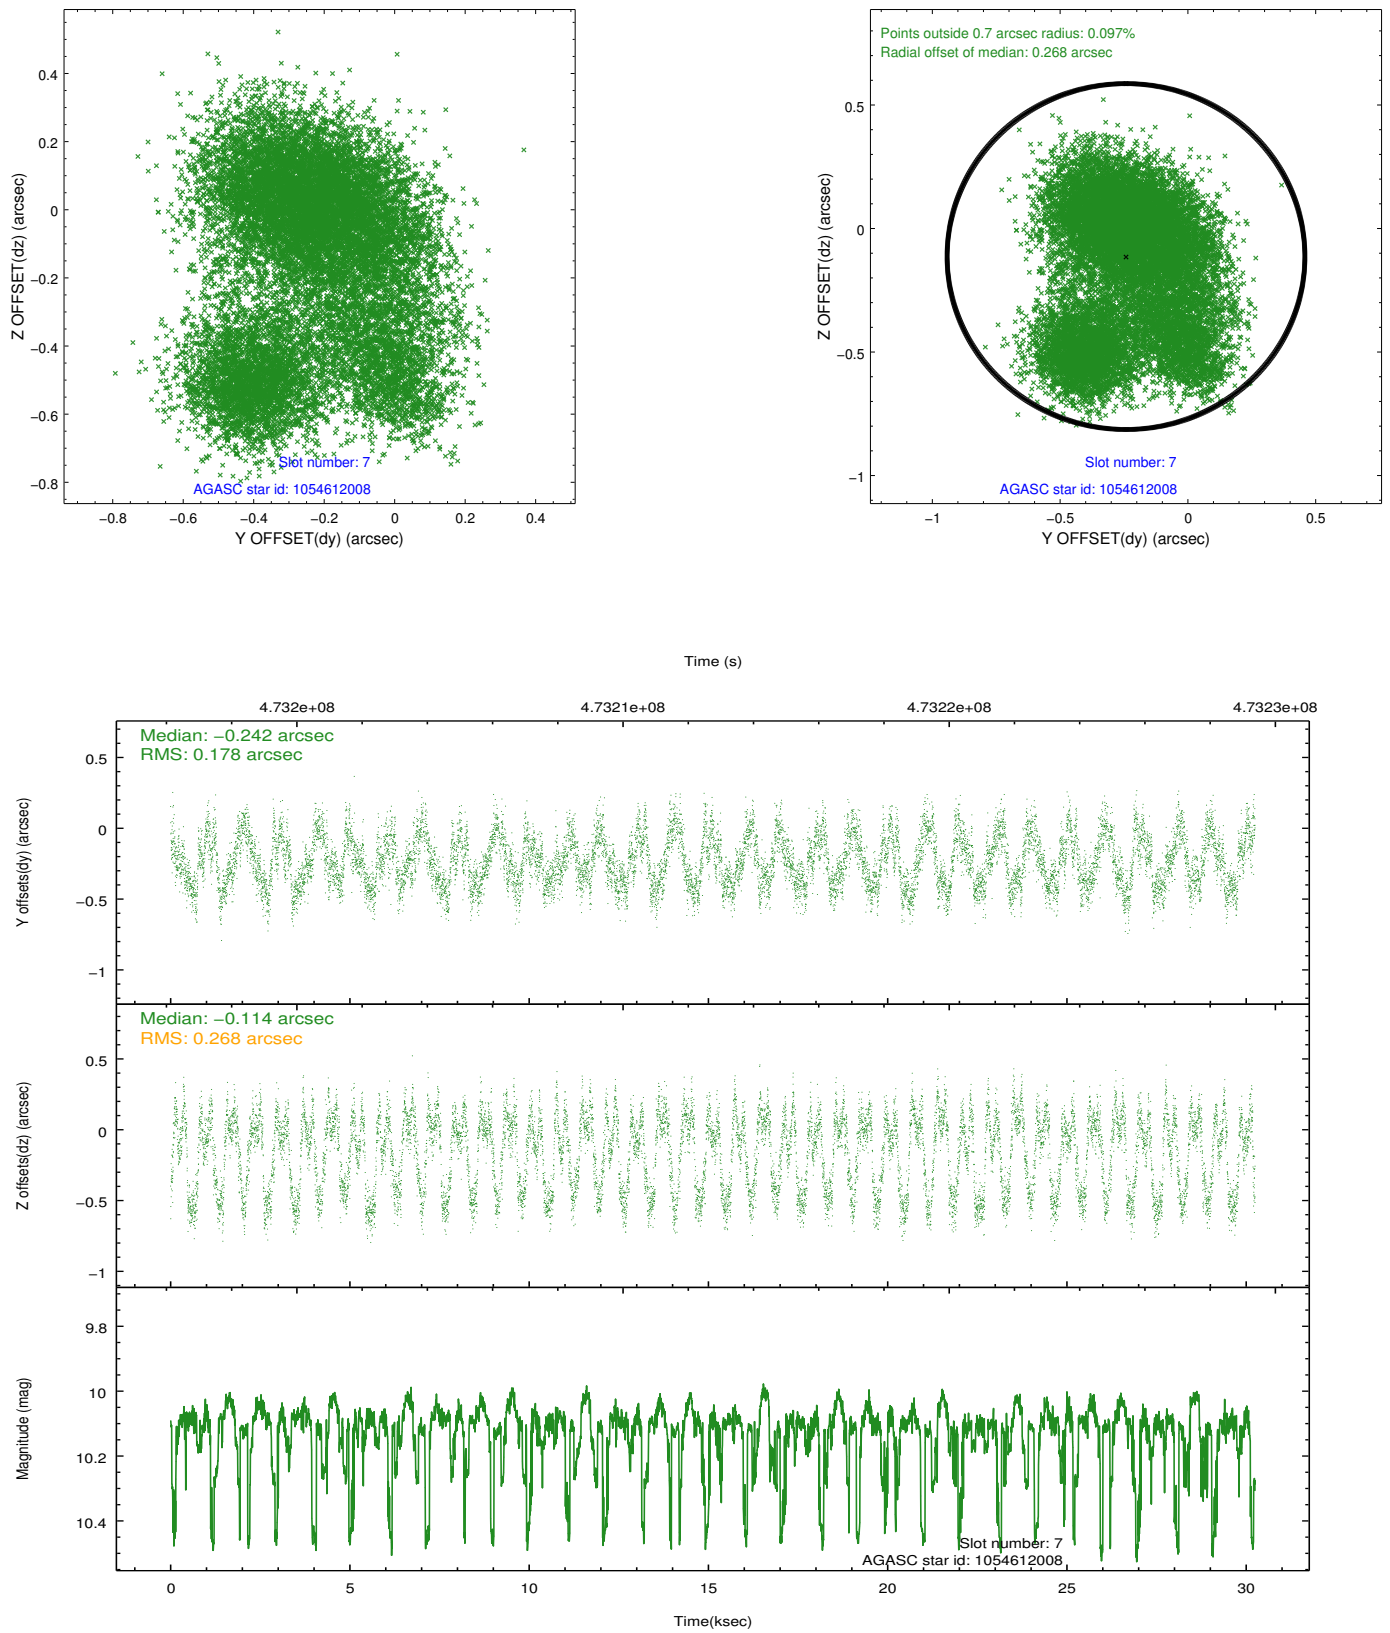 0.4
0.2
0
−0.2
−0.4
−0.6
−0.8
Z OFFSET(dz) (arcsec)
Slot number: 7
AGASC star id: 1054612008
−0.8 −0.6 −0.4 −0.2 0 0.2 0.4
Y OFFSET(dy) (arcsec)
Points outside 0.7 arcsec radius: 0.097%
Radial offset of median: 0.268 arcsec
0.5
0
−0.5
−1
Z OFFSET(dz) (arcsec)
Slot number: 7
AGASC star id: 1054612008
−1 −0.5 0 0.5
Y OFFSET(dy) (arcsec)
Time (s)
4.732e+08 4.7321e+08 4.7322e+08 4.7323e+08
Median: −0.242 arcsec
RMS: 0.178 arcsec
0.5
0
−0.5
−1
Y offsets(dy) (arcsec)
Median: −0.114 arcsec
RMS: 0.268 arcsec
0.5
0
−0.5
−1
Z offsets(dz) (arcsec)
9.8
10
10.2
10.4
Magnitude (mag)
Slot number: 7
AGASC star id: 1054612008
0 5 10 15 20 25 30
Time(ksec)